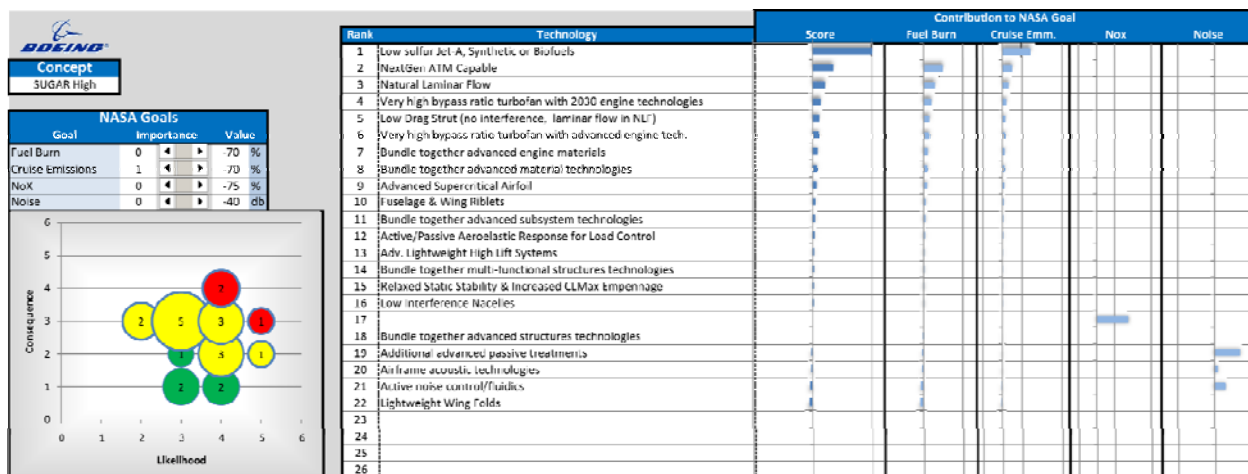 BOEING
Concept
SUGAR High
NASA Goals
Goal Importance Value
Fuel Burn 0 -70 %
Cruise Emissions 1 -70 %
NoX 0 -75 %
Noise 0 -40 db
6
5
4
3
2
1
0
Consequence
2
2 5 3 1
1 3 1
2 2
0 1 2 3 4 5 6
Likelihood
Contribution to NASA Goal
Rank Technology Score Fuel Burn Cruise Emm. Nox Noise
1 Low sulfur Jet-A, Synthetic or Biofuels
2 NextGen ATM Capable
3 Natural Laminar Flow
4 Very high bypass ratio turbofan with 2030 engine technologies
5 Low Drag Strut (no interference, laminar flow in NLF)
6 Very high bypass ratio turbofan with advanced engine tech.
7 Bundle together advanced engine materials
8 Bundle together advanced material technologies
9 Advanced Supercritical Airfoil
10 Fuselage & Wing Riblets
11 Bundle together advanced subsystem technologies
12 Active/Passive Aeroelastic Response for Load Control
13 Adv. Lightweight High Lift Systems
14 Bundle together multi-functional structures technologies
15 Relaxed Static Stability & Increased CLMax Empennage
16 Low Interference Nacelles
17
18 Bundle together advanced structures technologies
19 Additional advanced passive treatments
20 Airframe acoustic technologies
21 Active noise control/fluidics
22 Lightweight Wing Folds
23
24
25
26